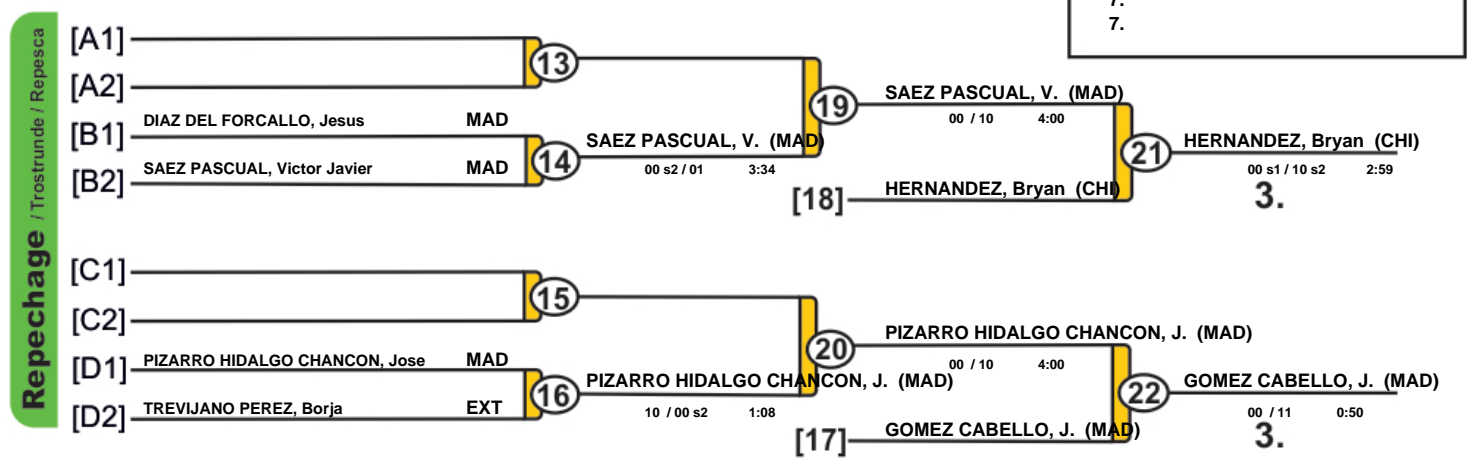 7.
7.
Repechage / Trostrunde / Repesca
[A1]
13
[A2]
19
SAEZ PASCUAL, V. (MAD)
00 / 10 4:00
[B1] DIAZ DEL FORCALLO, Jesus MAD
14
SAEZ PASCUAL, V. (MAD)
00 s2 / 01 3:34
[B2] SAEZ PASCUAL, Victor Javier MAD
21
HERNANDEZ, Bryan (CHI)
00 s1 / 10 s2 2:59
3.
[18] HERNANDEZ, Bryan (CHI)
[C1]
15
[C2]
20
PIZARRO HIDALGO CHANCON, J. (MAD)
00 / 10 4:00
[D1] PIZARRO HIDALGO CHANCON, Jose MAD
16
PIZARRO HIDALGO CHANCON, J. (MAD)
10 / 00 s2 1:08
[D2] TREVIJANO PEREZ, Borja EXT
22
GOMEZ CABELLO, J. (MAD)
00 / 11 0:50
3.
[17] GOMEZ CABELLO, J. (MAD)